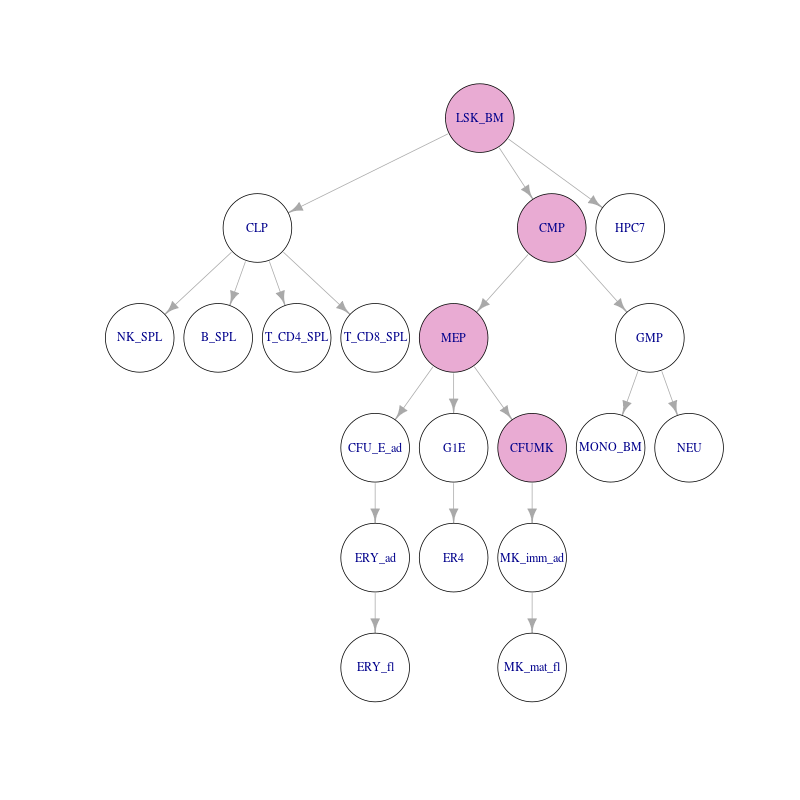 LSK_BM
CLP
CMP
HPC7
NK_SPL
B_SPL
T_CD4_SPL
T_CD8_SPL
MEP
GMP
CFU_E_ad
G1E
CFUMK
MONO_BM
NEU
ERY_ad
ER4
MK_imm_ad
ERY_fl
MK_mat_fl